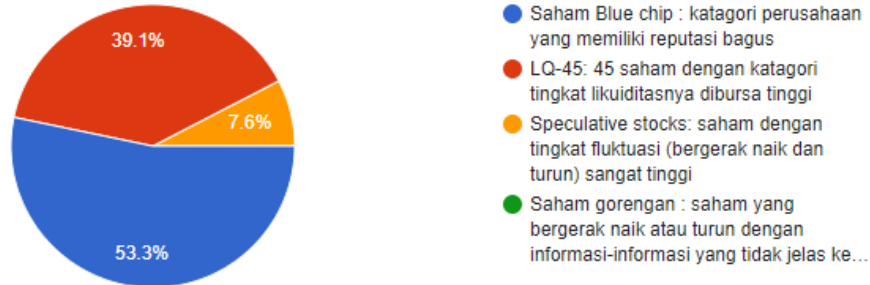 39.1%
7.6%
53.3%
Saham Blue chip : katagori perusahaan
yang memiliki reputasi bagus
LQ-45: 45 saham dengan katagori
tingkat likuiditasnya dibursa tinggi
Speculative stocks: saham dengan
tingkat fluktuasi (bergerak naik dan
turun) sangat tinggi
Saham gorengan : saham yang
bergerak naik atau turun dengan
informasi-informasi yang tidak jelas ke...